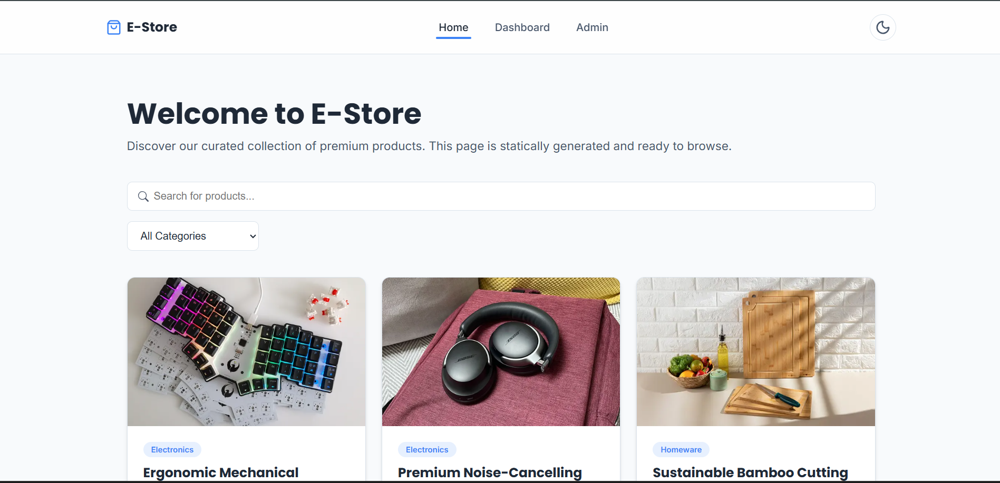 E-Store
Home
Dashboard
Admin
Welcome to E-Store
Discover our curated collection of premium products. This page is statically generated and ready to browse.
Search for products...
All Categories
BOSE
BOSE
Electronics
Electronics
Homeware
Ergonomic Mechanical
Premium Noise-Cancelling
Sustainable Bamboo Cutting